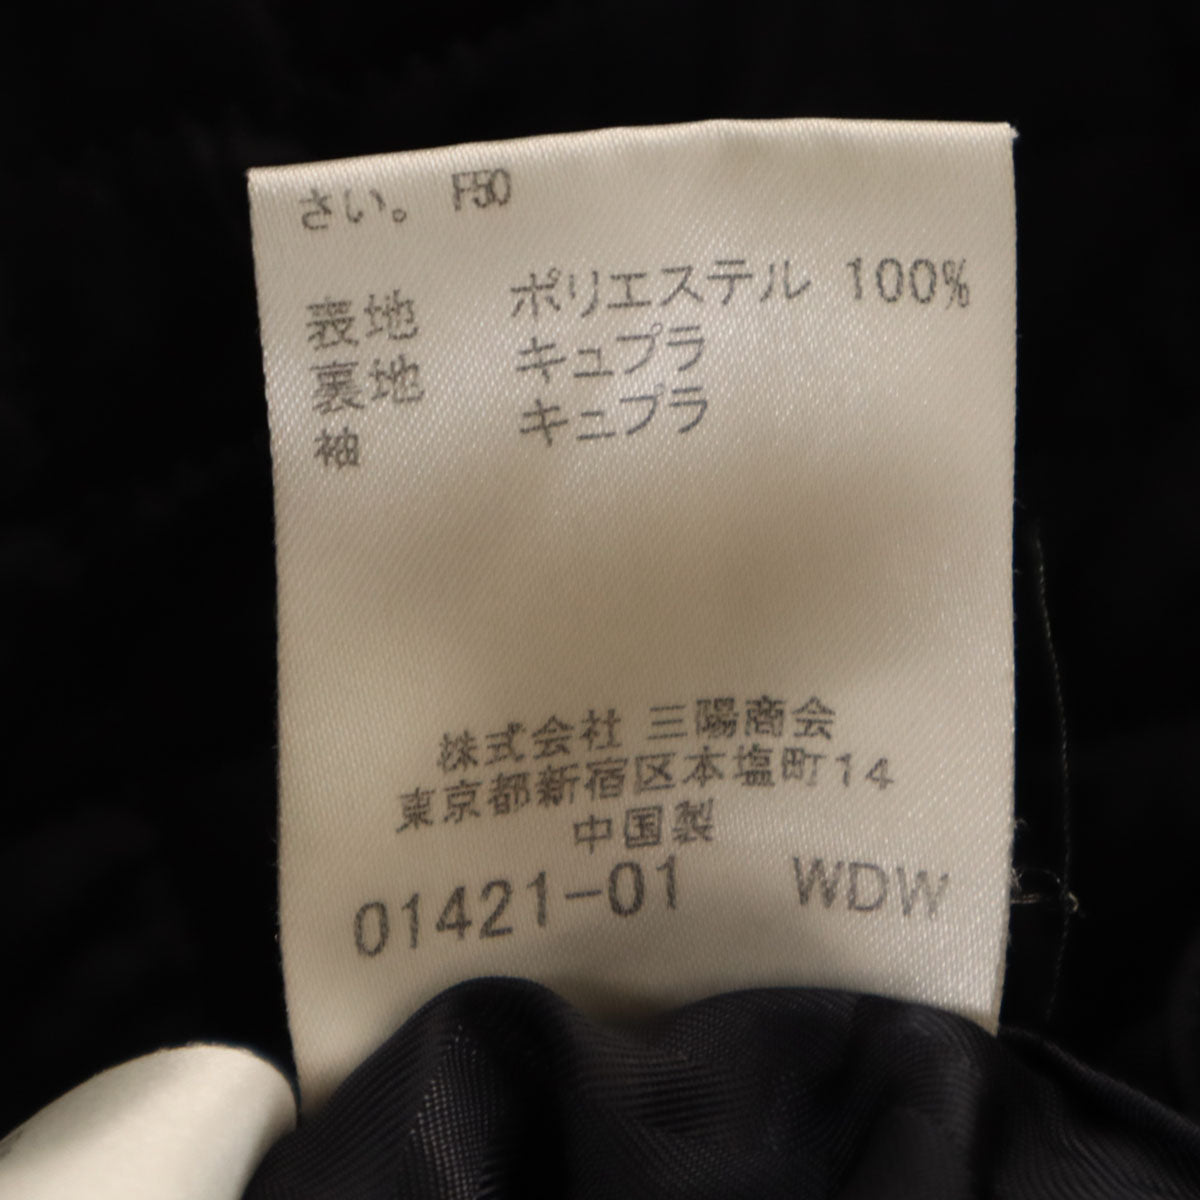 さい。 F50
表地 ポリエステル 100%
裏地 キュプラ
袖 キュプラ
株式会社 三陽商会
東京都新宿区本塩町14
中国製
01421-01 WDW